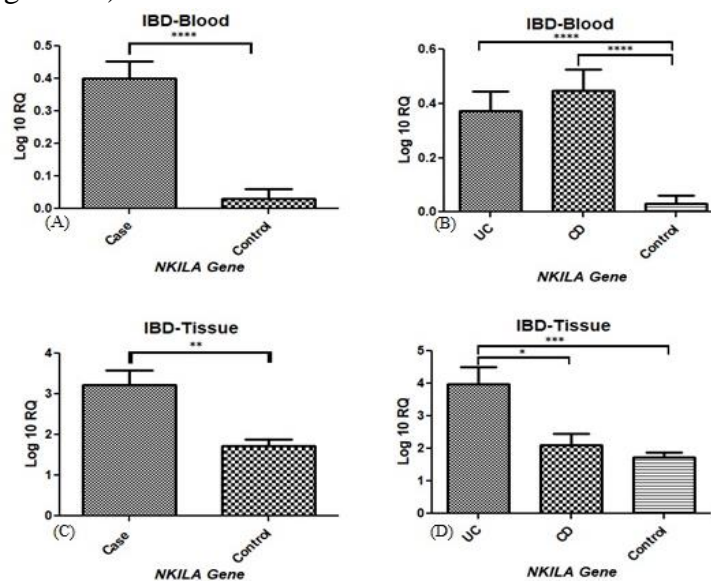 IBD-Blood
****
Log 10 RQ
0.5
0.4
0.3
0.2
0.1
0.0
(A)
Case
Control
NKILA Gene
IBD-Blood
****
****
Log 10 RQ
0.6
0.4
0.2
0.0
(B)
UC
CD
Control
NKILA Gene
IBD-Tissue
**
Log 10 RQ
4
3
2
1
0
(C)
Case
Control
NKILA Gene
IBD-Tissue
***
*
Log 10 RQ
5
4
3
2
1
0
(D)
UC
CD
Control
NKILA Gene